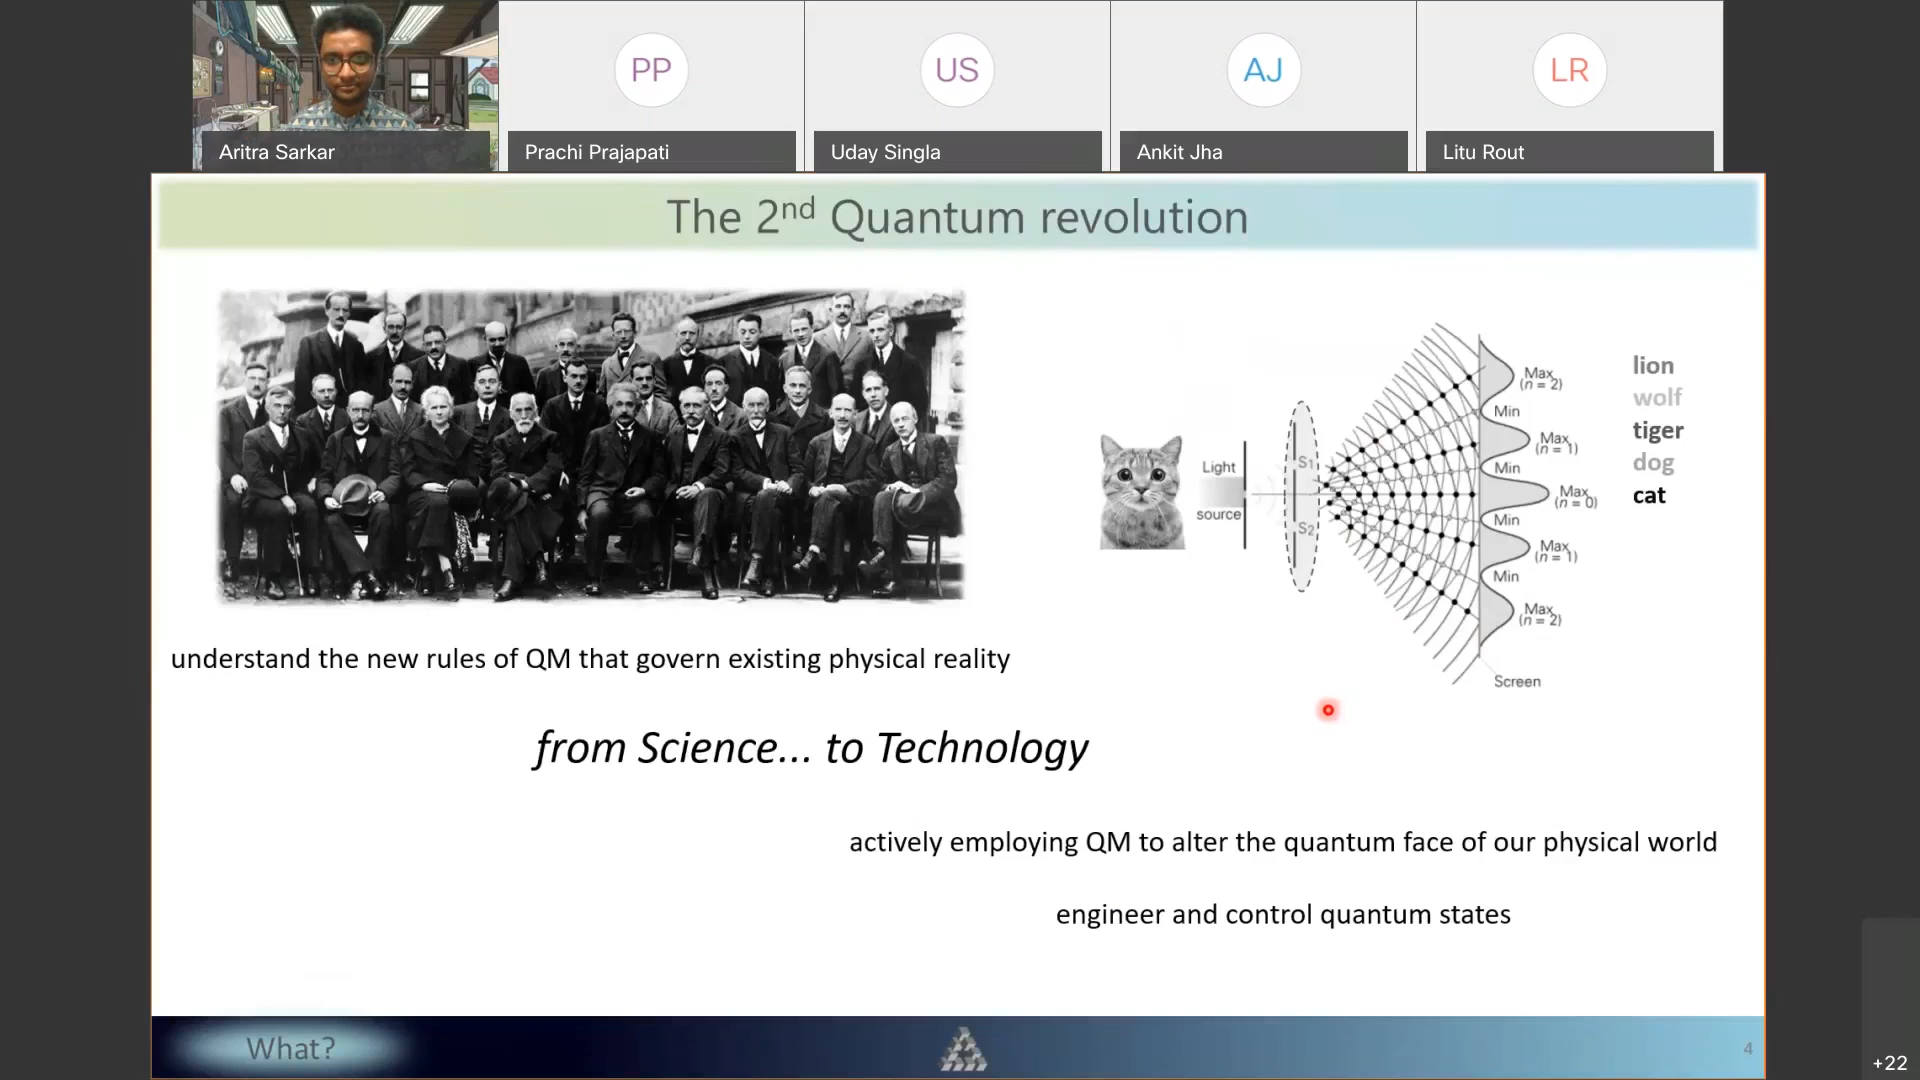 PP
US
AJ
LR
Aritra Sarkar
Prachi Prajapati
Uday Singla
Ankit Jha
Litu Rout
The 2nd Quantum revolution
Light
source
S1
S2
Max
(n = 2)
Min
Max
(n = 1)
Min
Max
(n = 0)
Min
Max
(n = 1)
Min
Max
(n = 2)
Screen
lion
wolf
tiger
dog
cat
understand the new rules of QM that govern existing physical reality
from Science... to Technology
actively employing QM to alter the quantum face of our physical world
engineer and control quantum states
What?
4
+22